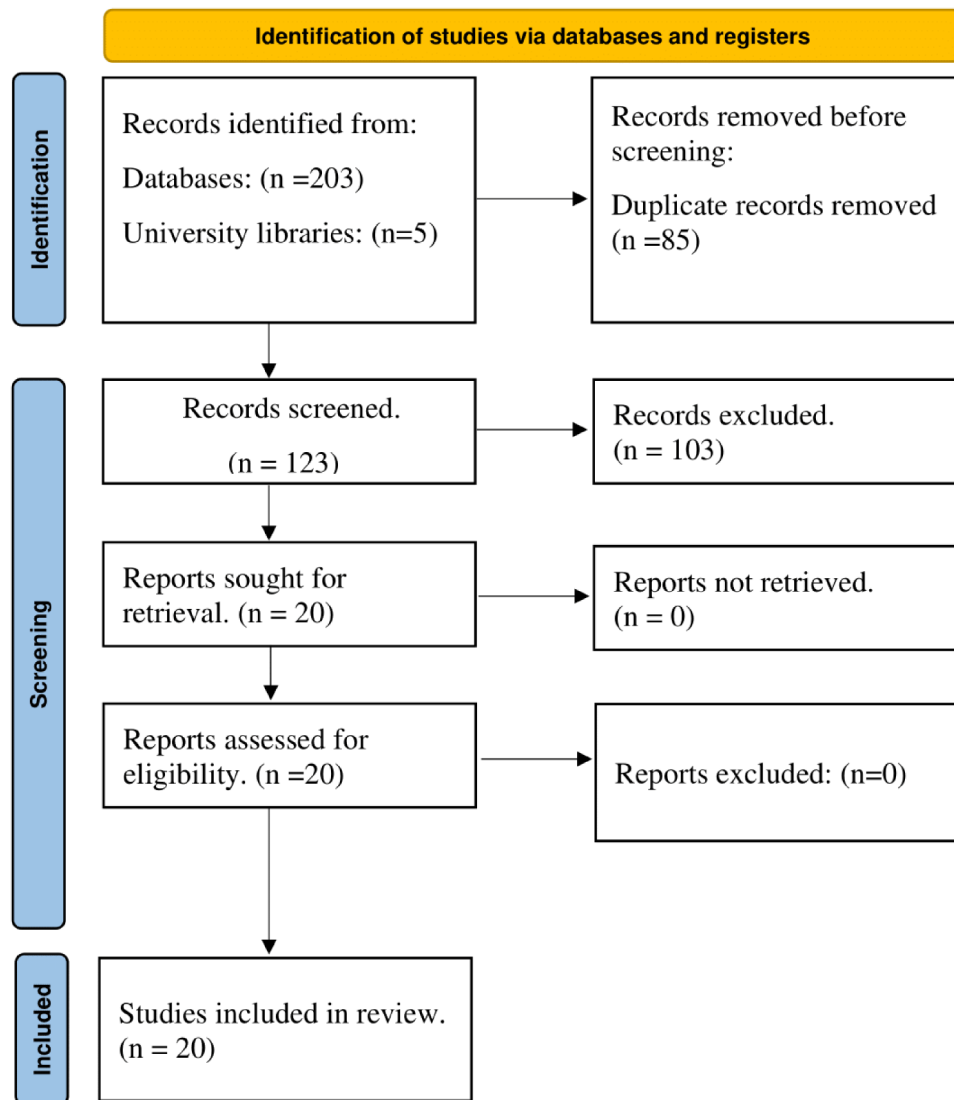 Identification of studies via databases and registers
Identification
Records identified from:
Databases: (n =203)
University libraries: (n=5)
Records removed before
screening:
Duplicate records removed
(n =85)
Screening
Records screened.
(n = 123)
Records excluded.
(n = 103)
Reports sought for
retrieval. (n = 20)
Reports not retrieved.
(n = 0)
Reports assessed for
eligibility. (n =20)
Reports excluded: (n=0)
Included
Studies included in review.
(n = 20)